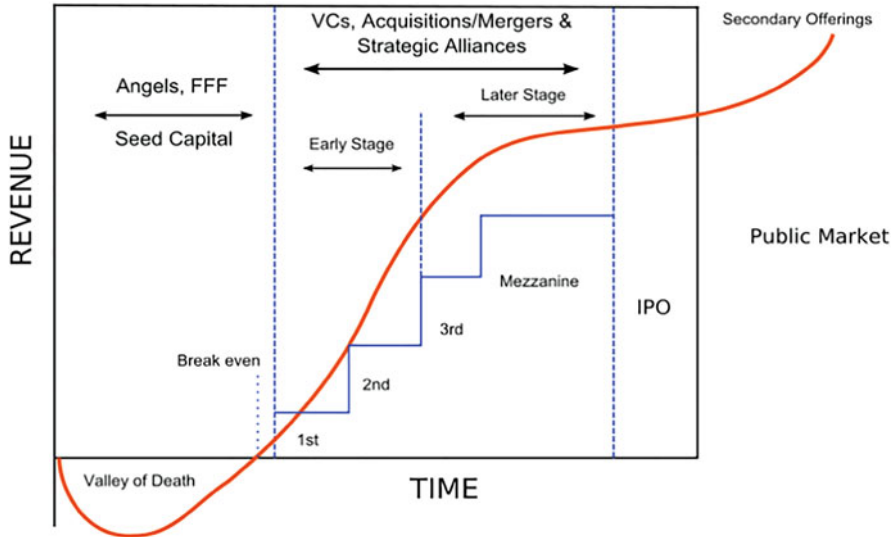 VCs, Acquisitions/Mergers &
Strategic Alliances
Secondary Offerings
Angels, FFF
Seed Capital
Later Stage
Early Stage
REVENUE
Public Market
Mezzanine
IPO
3rd
Break even
2nd
1st
Valley of Death
TIME